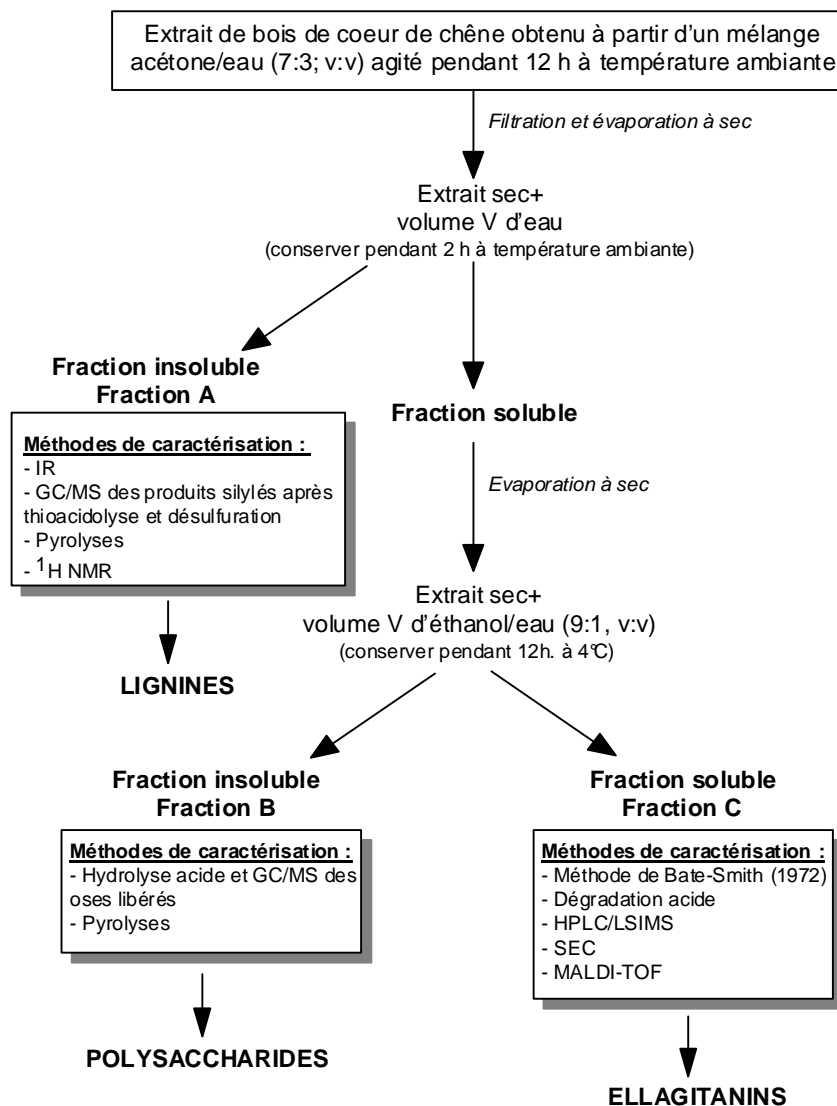 Extrait de bois de coeur de chêne obtenu à partir d'un mélange
acétone/eau (7:3; v:v) agité pendant 12 h à température ambiante
Filtration et évaporation à sec
Extrait sec+
volume V d'eau
(conserver pendant 2 h à température ambiante)
Fraction insoluble
Fraction A
Méthodes de caractérisation :
- IR
- GC/MS des produits silylés après
thioacidolyse et désulfuration
- Pyrolyses
- ¹H NMR
LIGNINES
Fraction soluble
Evaporation à sec
Extrait sec+
volume V d'éthanol/eau (9:1, v:v)
(conserver pendant 12h. à 4°C)
Fraction insoluble
Fraction B
Méthodes de caractérisation :
- Hydrolyse acide et GC/MS des
oses libérés
- Pyrolyses
POLYSACCHARIDES
Fraction soluble
Fraction C
Méthodes de caractérisation :
- Méthode de Bate-Smith (1972)
- Dégradation acide
- HPLC/LSIMS
- SEC
- MALDI-TOF
ELLAGITANINS